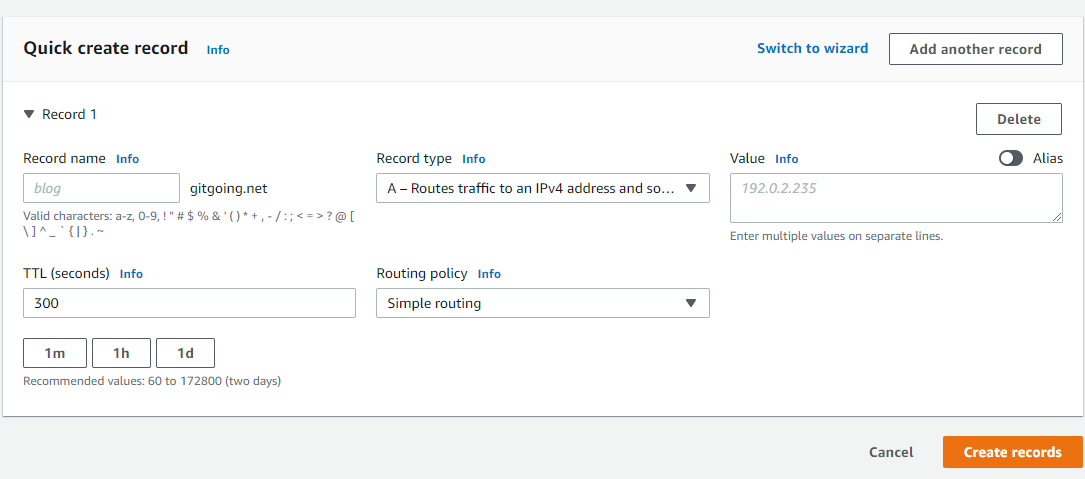 Quick create record Info Switch to wizard Add another record
Record 1 Delete
Record name Info Record type Info Value Info Alias
blog gitgoing.net A – Routes traffic to an IPv4 address and so... 192.0.2.235
Valid characters: a-z, 0-9, ! " # $ % & ' ( ) * + , - / : ; < = > ? @ [
\ ] ^ _ ` { | } . ~
Enter multiple values on separate lines.
TTL (seconds) Info Routing policy Info
300 Simple routing
1m 1h 1d
Recommended values: 60 to 172800 (two days)
Cancel Create records